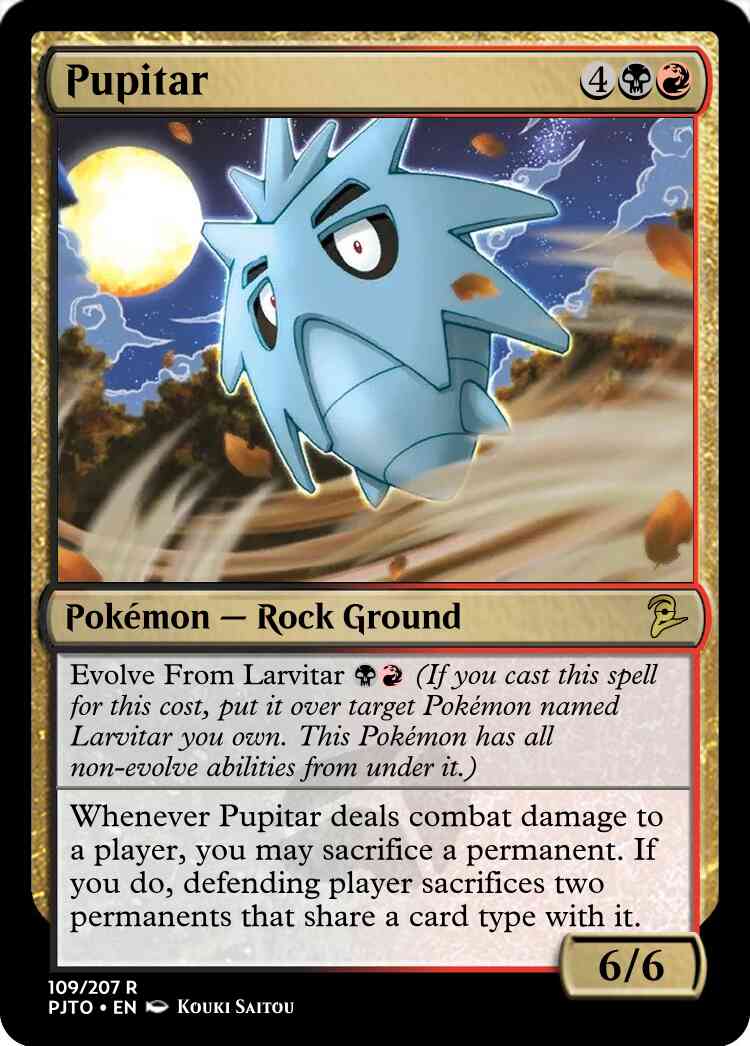 Pupitar
4
Pokémon — Rock Ground
Evolve From Larvitar (If you cast this spell
for this cost, put it over target Pokémon named
Larvitar you own. This Pokémon has all
non-evolve abilities from under it.)
Whenever Pupitar deals combat damage to
a player, you may sacrifice a permanent. If
you do, defending player sacrifices two
permanents that share a card type with it.
6/6
109/207 R
PJTO • EN Kouki Saitou